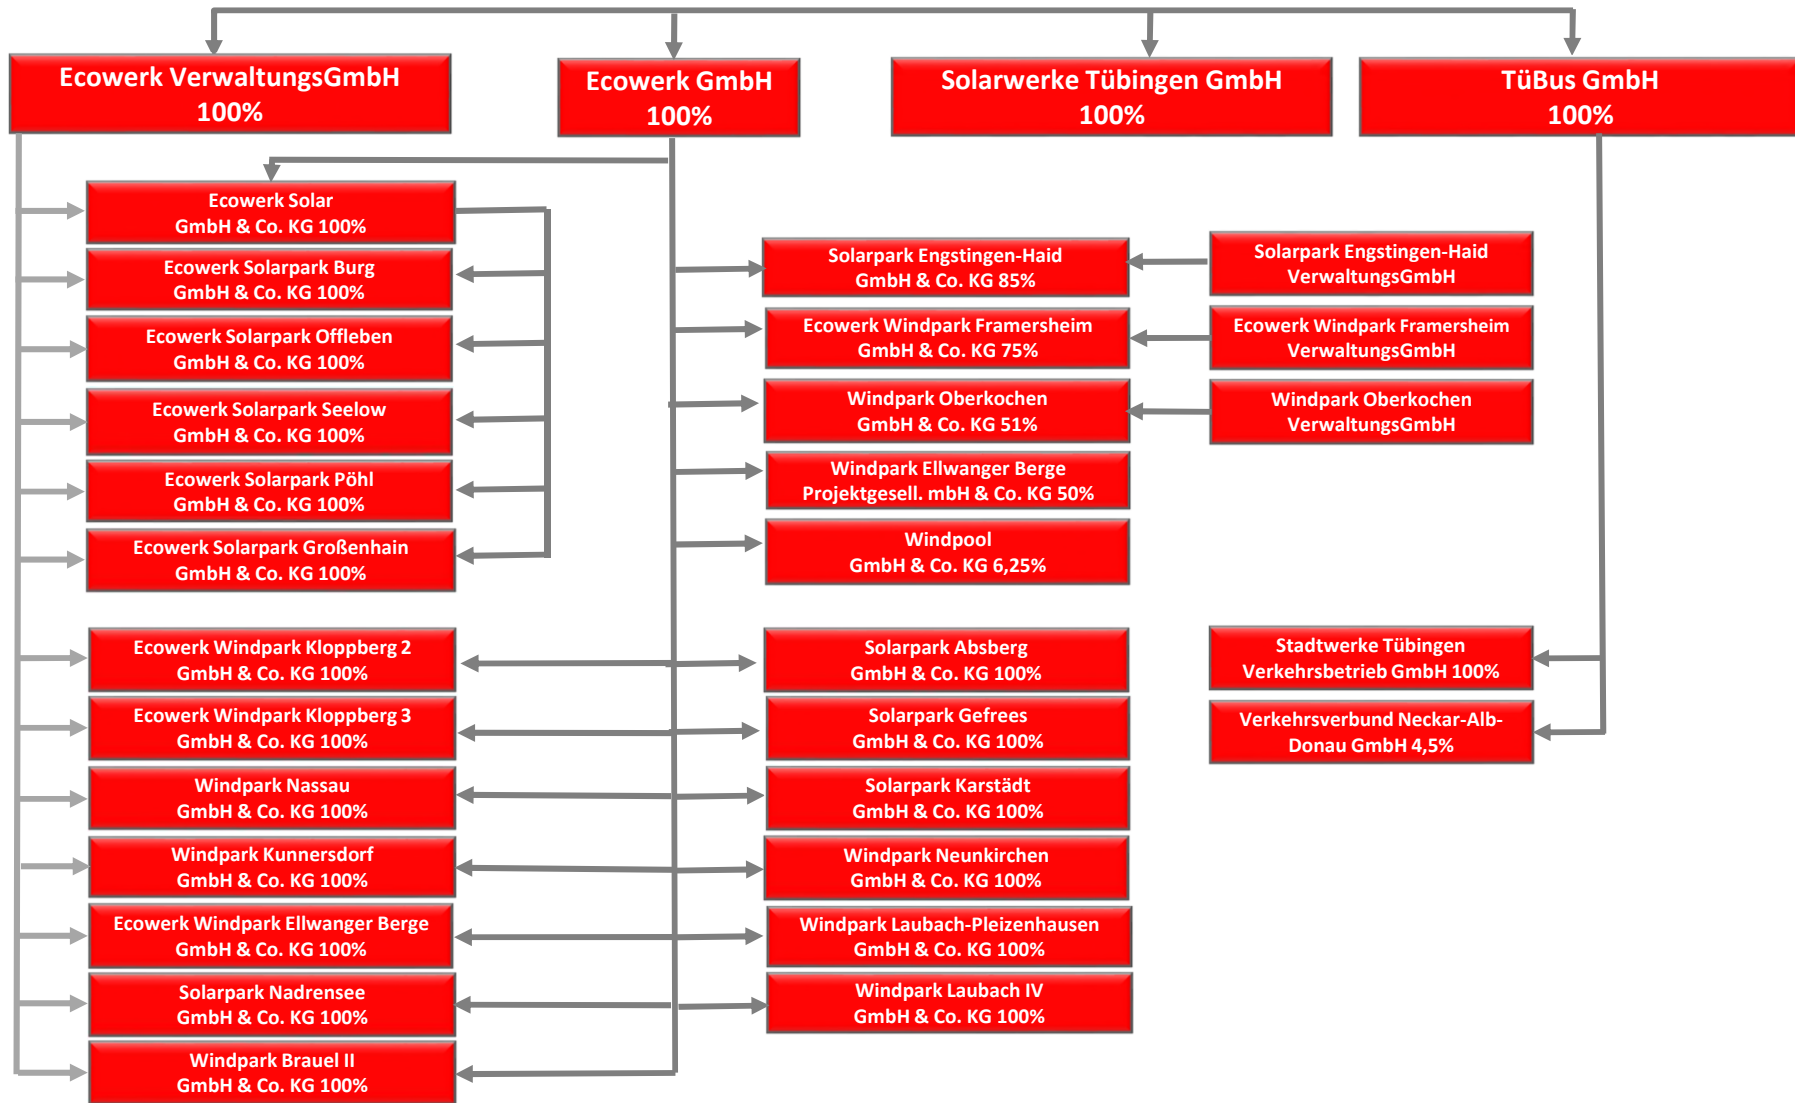 Ecowerk VerwaltungsGmbH
100%
Ecowerk GmbH
100%
Solarwerke Tübingen GmbH
100%
TüBus GmbH
100%
Ecowerk Solar
GmbH & Co. KG 100%
Ecowerk Solarpark Burg
GmbH & Co. KG 100%
Ecowerk Solarpark Offleben
GmbH & Co. KG 100%
Ecowerk Solarpark Seelow
GmbH & Co. KG 100%
Ecowerk Solarpark Pöhl
GmbH & Co. KG 100%
Ecowerk Solarpark Großenhain
GmbH & Co. KG 100%
Ecowerk Windpark Kloppberg 2
GmbH & Co. KG 100%
Ecowerk Windpark Kloppberg 3
GmbH & Co. KG 100%
Windpark Nassau
GmbH & Co. KG 100%
Windpark Kunnersdorf
GmbH & Co. KG 100%
Ecowerk Windpark Ellwanger Berge
GmbH & Co. KG 100%
Solarpark Nadrensee
GmbH & Co. KG 100%
Windpark Brauel II
GmbH & Co. KG 100%
Solarpark Engstingen-Haid
GmbH & Co. KG 85%
Ecowerk Windpark Framersheim
GmbH & Co. KG 75%
Windpark Oberkochen
GmbH & Co. KG 51%
Windpark Ellwanger Berge
Projektgesell. mbH & Co. KG 50%
Windpool
GmbH & Co. KG 6,25%
Solarpark Absberg
GmbH & Co. KG 100%
Solarpark Gefrees
GmbH & Co. KG 100%
Solarpark Karstädt
GmbH & Co. KG 100%
Windpark Neunkirchen
GmbH & Co. KG 100%
Windpark Laubach-Pleizenhausen
GmbH & Co. KG 100%
Windpark Laubach IV
GmbH & Co. KG 100%
Solarpark Engstingen-Haid
VerwaltungsGmbH
Ecowerk Windpark Framersheim
VerwaltungsGmbH
Windpark Oberkochen
VerwaltungsGmbH
Stadtwerke Tübingen
Verkehrsbetrieb GmbH 100%
Verkehrsverbund Neckar-Alb-
Donau GmbH 4,5%